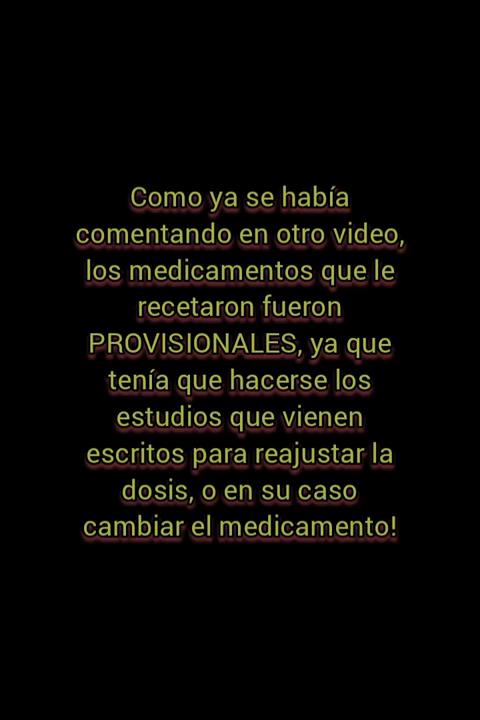 Como ya se había
comentando en otro video,
los medicamentos que le
recetaron fueron
PROVISIONALES, ya que
tenía que hacerse los
estudios que vienen
escritos para reajustar la
dosis, o en su caso
cambiar el medicamento!